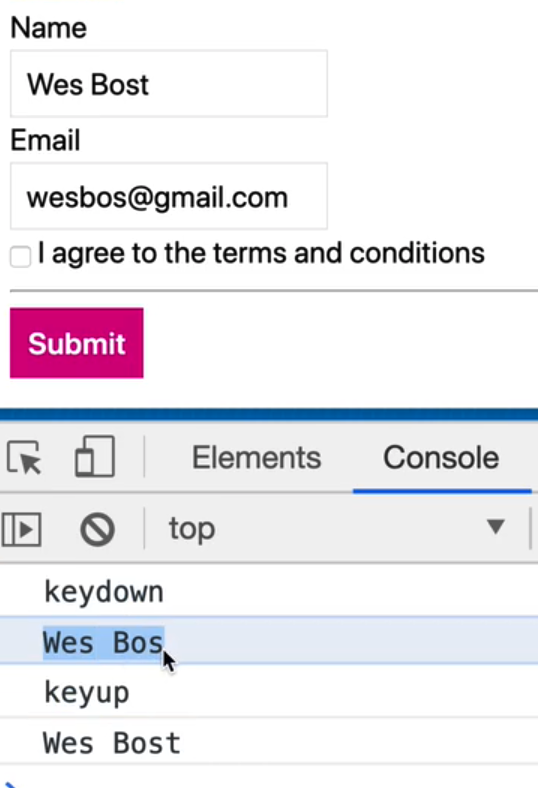 Name
Wes Bost
Email
wesbos@gmail.com
I agree to the terms and conditions
Submit
Elements Console
top
keydown
Wes Bos
keyup
Wes Bost